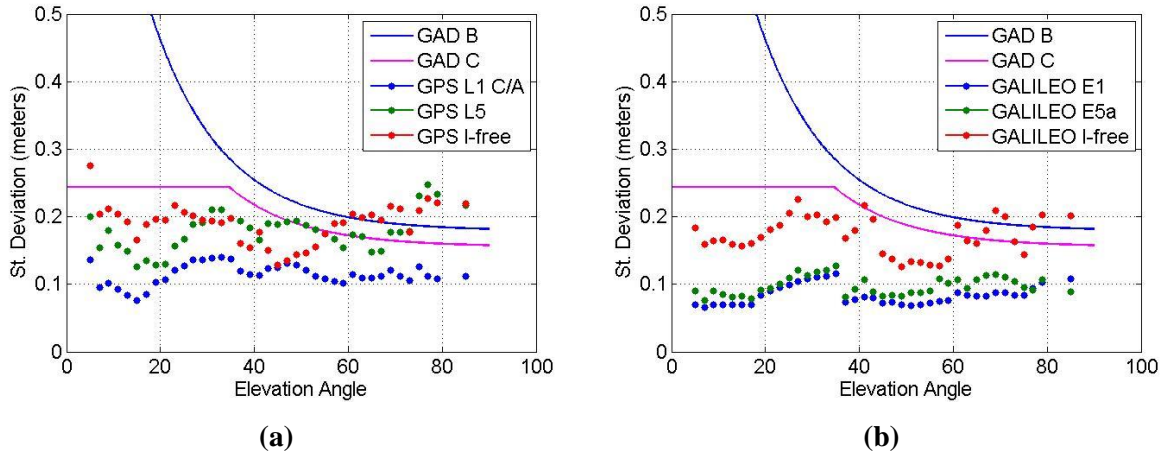 0.5
0.4
0.3
0.2
0.1
0
St. Deviation (meters)
0 20 40 60 80 100
Elevation Angle
GAD B
GAD C
GPS L1 C/A
GPS L5
GPS I-free
(a)
0.5
0.4
0.3
0.2
0.1
0
St. Deviation (meters)
0 20 40 60 80 100
Elevation Angle
GAD B
GAD C
GALILEO E1
GALILEO E5a
GALILEO I-free
(b)